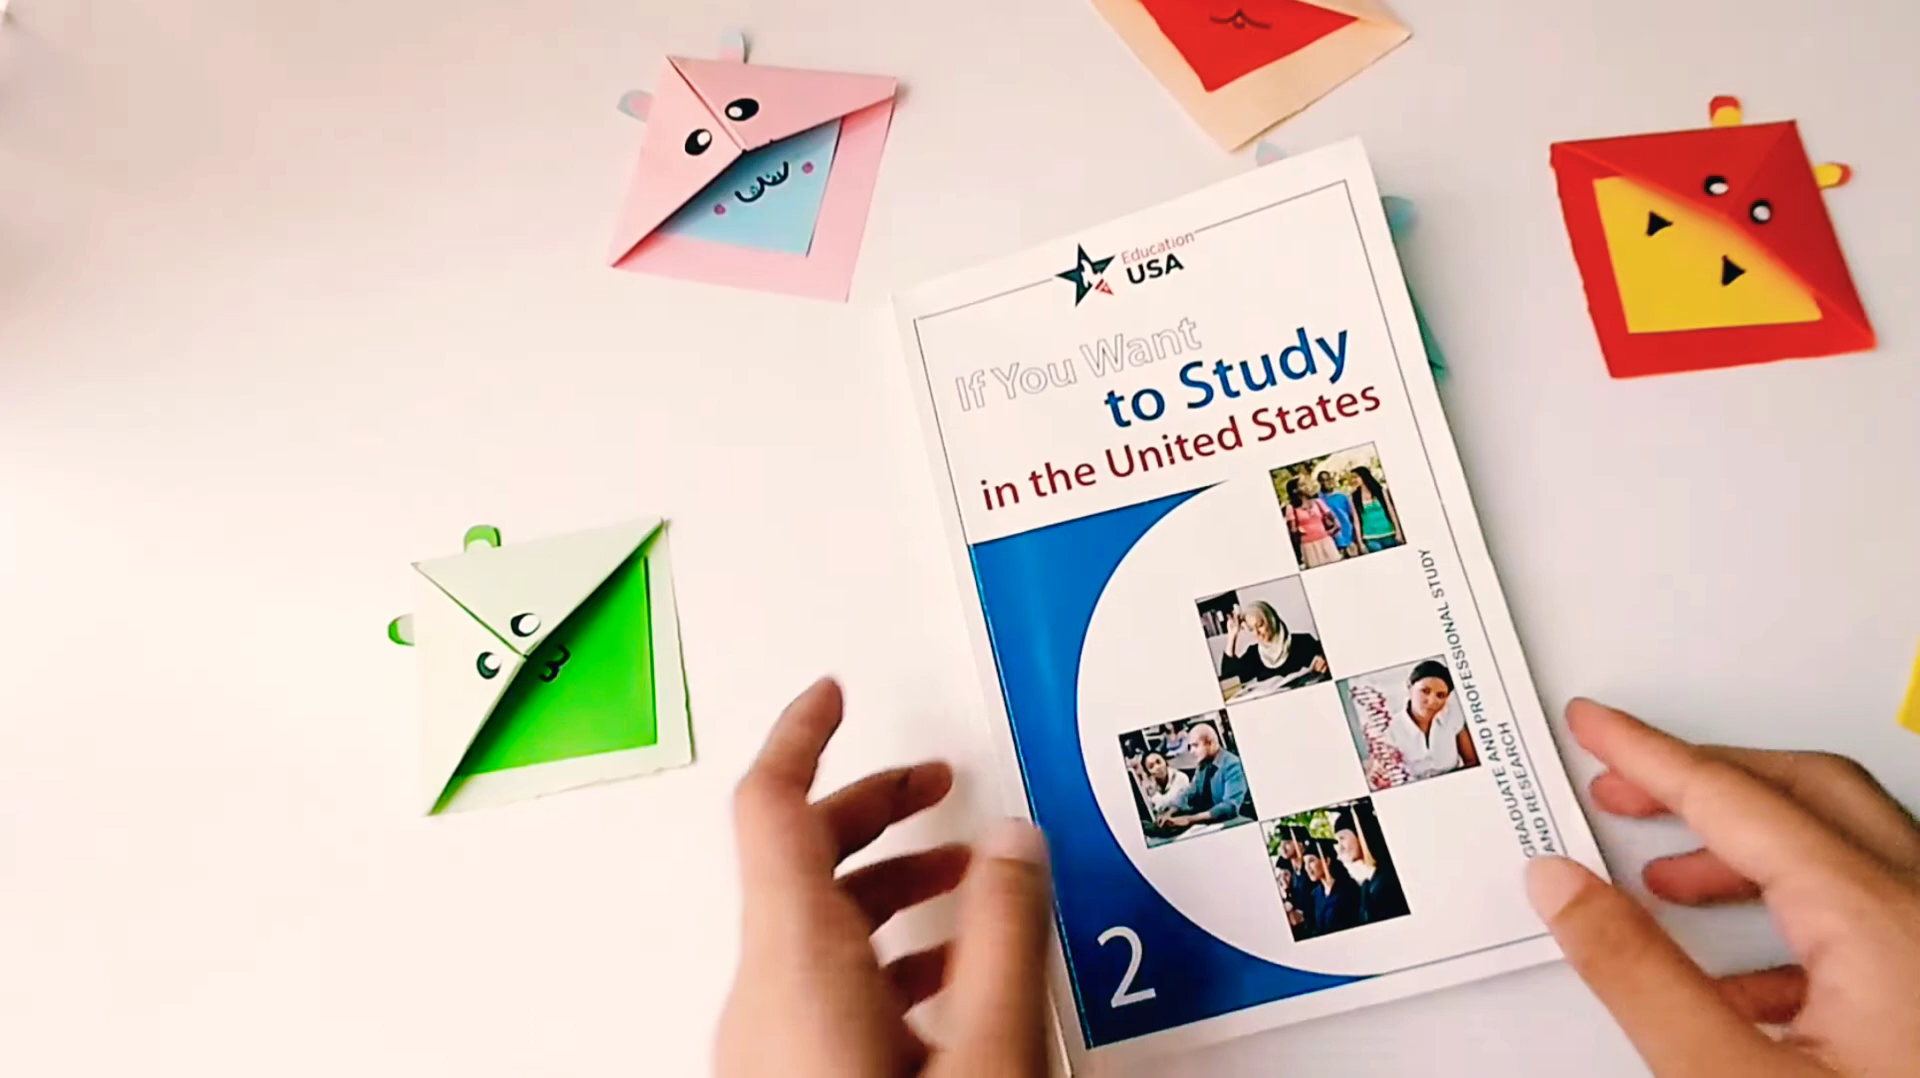 Education
USA
If You Want
to Study
in the United States
GRADUATE AND PROFESSIONAL STUDY
AND RESEARCH
2